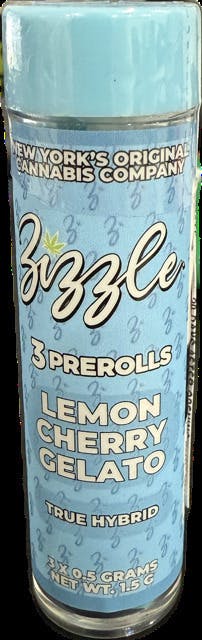 NEW YORK'S ORIGINAL
CANNABIS COMPANY
Zizzle
3 PREROLLS
LEMON
CHERRY
GELATO
TRUE HYBRID
3 X 0.5 GRAMS
NET WT. 1.5 G